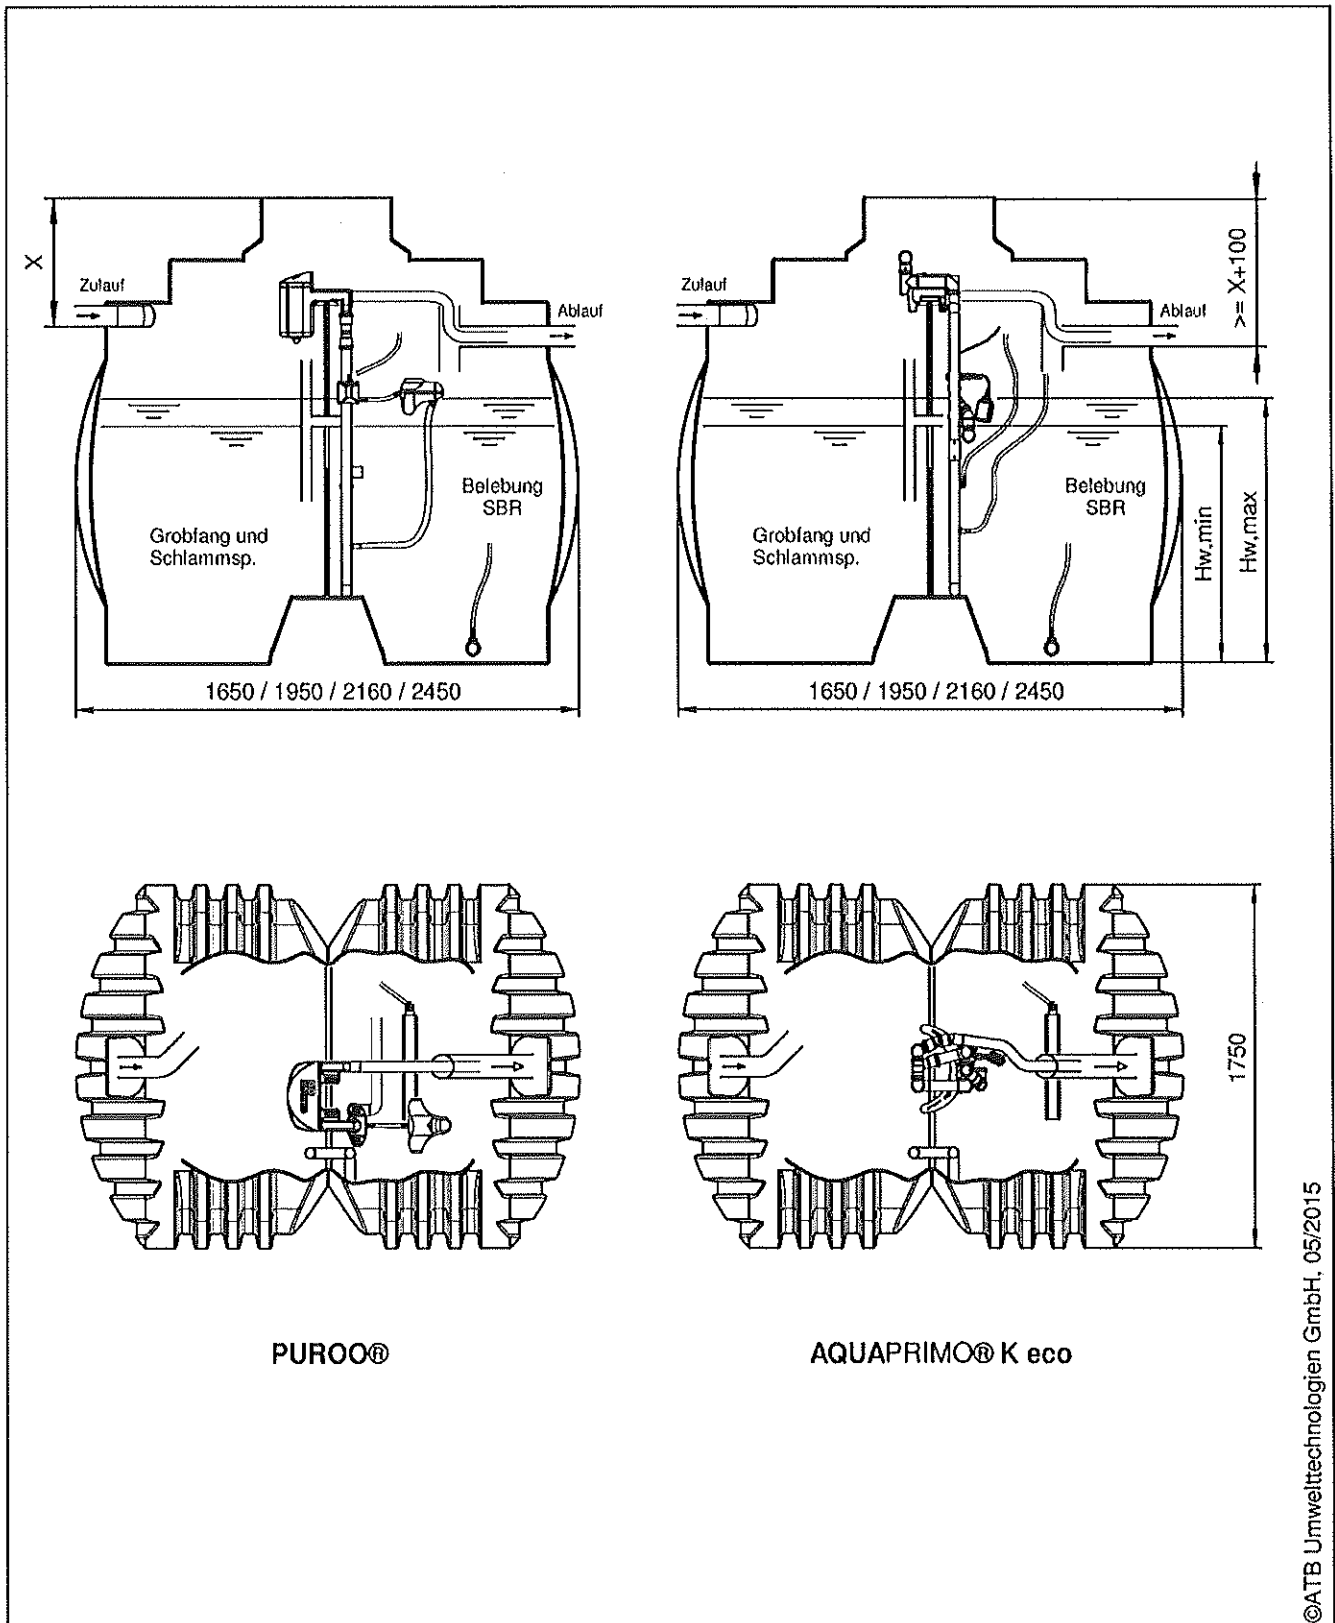 X
Zulauf
Ablauf
Grobfang und
Schlammsp.
Belebung
SBR
1650 / 1950 / 2160 / 2450
Zulauf
Ablauf
>= X+100
Grobfang und
Schlammsp.
Belebung
SBR
Hw,min
Hw,max
1650 / 1950 / 2160 / 2450
1750
PUROO®
AQUAPRIMO® K eco
©ATB Umwelttechnologien GmbH, 05/2015